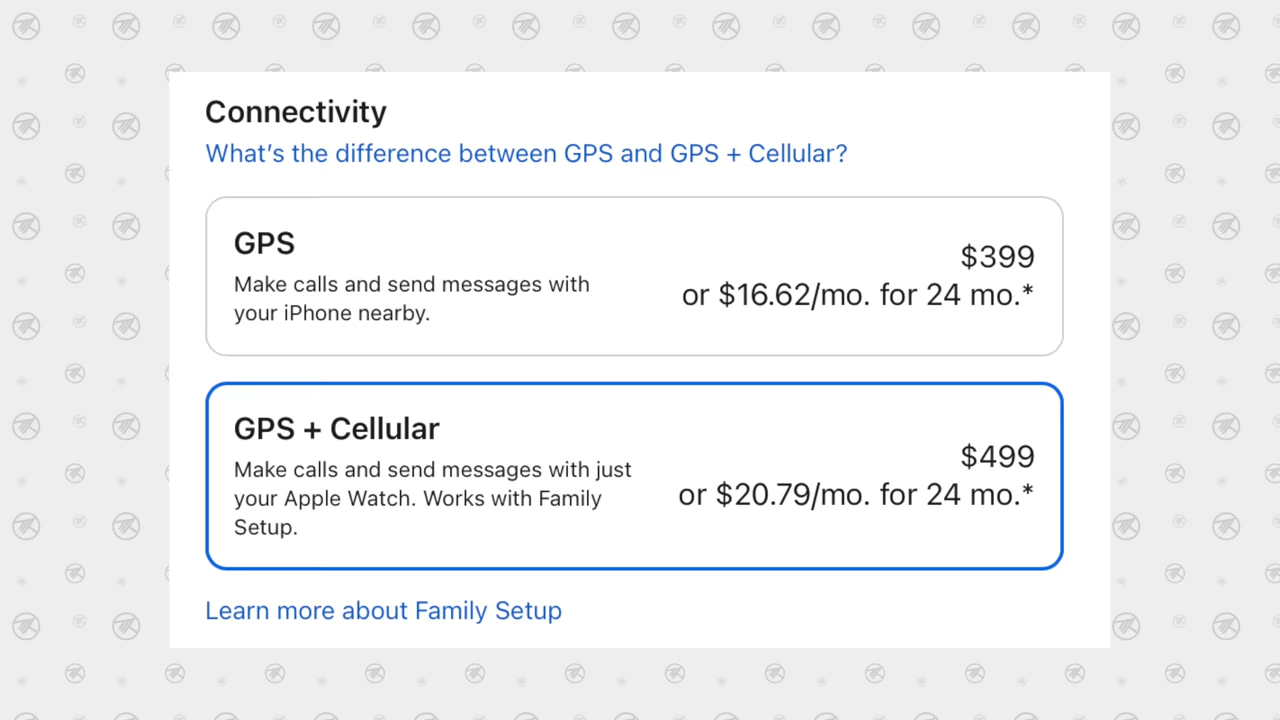 Connectivity
What's the difference between GPS and GPS + Cellular?
GPS
Make calls and send messages with
your iPhone nearby.
$399
or $16.62/mo. for 24 mo.*
GPS + Cellular
Make calls and send messages with just
your Apple Watch. Works with Family
Setup.
$499
or $20.79/mo. for 24 mo.*
Learn more about Family Setup